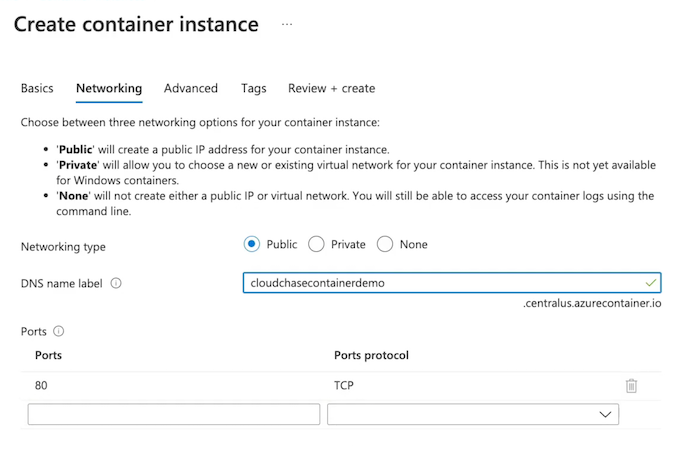 Create container instance ...
Basics Networking Advanced Tags Review + create
Choose between three networking options for your container instance:
• 'Public' will create a public IP address for your container instance.
• 'Private' will allow you to choose a new or existing virtual network for your container instance. This is not yet available
for Windows containers.
• 'None' will not create either a public IP or virtual network. You will still be able to access your container logs using the
command line.
Networking type Public Private None
DNS name label cloudchasecontainerdemo
.centralus.azurecontainer.io
Ports
Ports Ports protocol
80 TCP